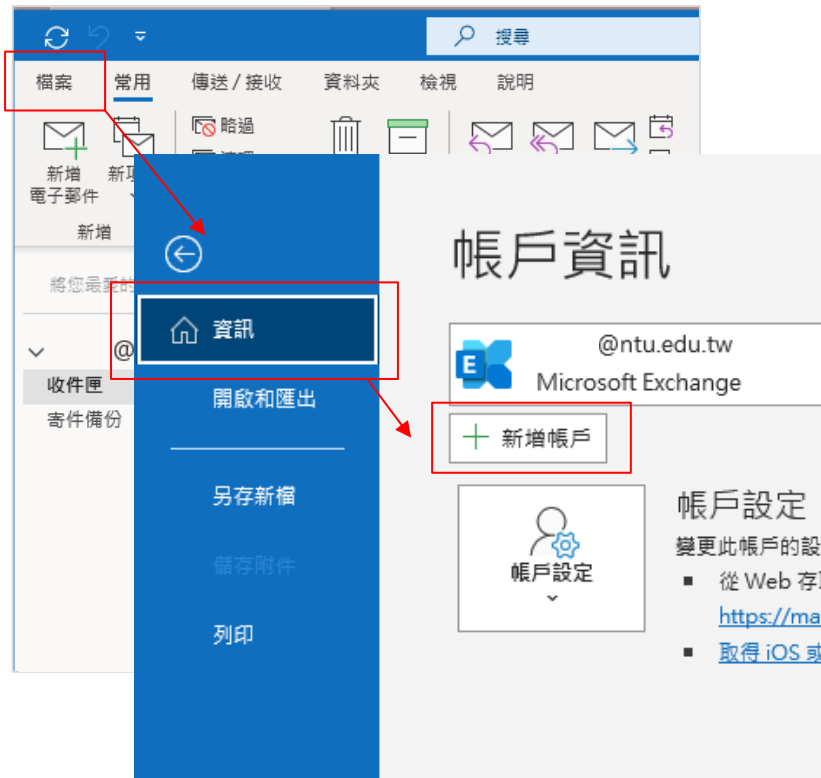 搜尋
檔案 常用 傳送 / 接收 資料夾 檢視 說明
略過
新增
電子郵件
新增
將您最愛的
@
收件匣
寄件備份
資訊
開啟和匯出
另存新檔
儲存附件
列印
帳戶資訊
E
@ntu.edu.tw
Microsoft Exchange
新增帳戶
帳戶設定
帳戶設定
變更此帳戶的設
從 Web 存
https://ma
取得 iOS 或